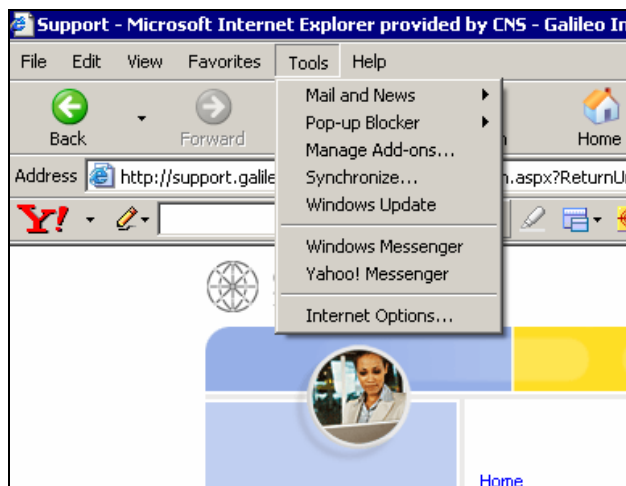 Support - Microsoft Internet Explorer provided by CNS - Galileo In
File Edit View Favorites Tools Help
Mail and News
Pop-up Blocker
Manage Add-ons...
Synchronize...
Windows Update
Windows Messenger
Yahoo! Messenger
Internet Options...
Back Forward Home
Address http://support.galile n.aspx?ReturnU
Y!
Home